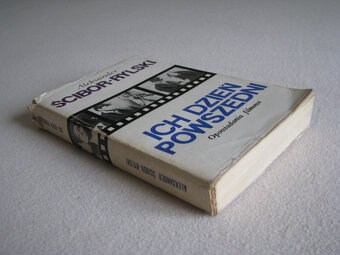 Aleksander
ŚCIBOR-RYLSKI
ICH DZIEŃ
POWSZEDNI
Opowiadania filmowe
ALEKSANDER ŚCIBOR-RYLSKI